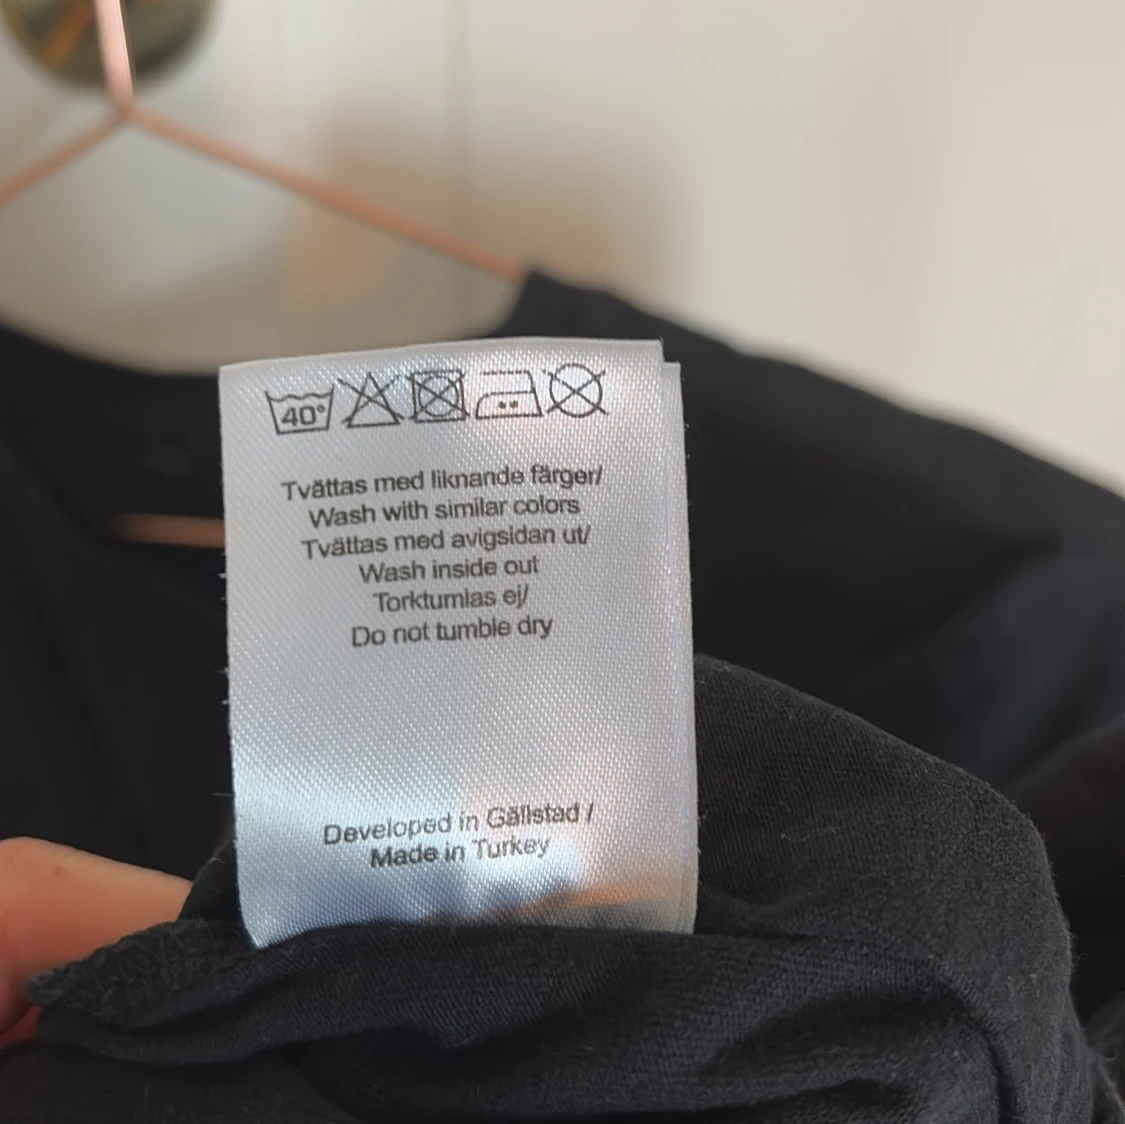 40°
Tvättas med liknande färger/
Wash with similar colors
Tvättas med avigsidan ut/
Wash inside out
Torktumlas ej/
Do not tumble dry
Developed in Gällstad /
Made in Turkey